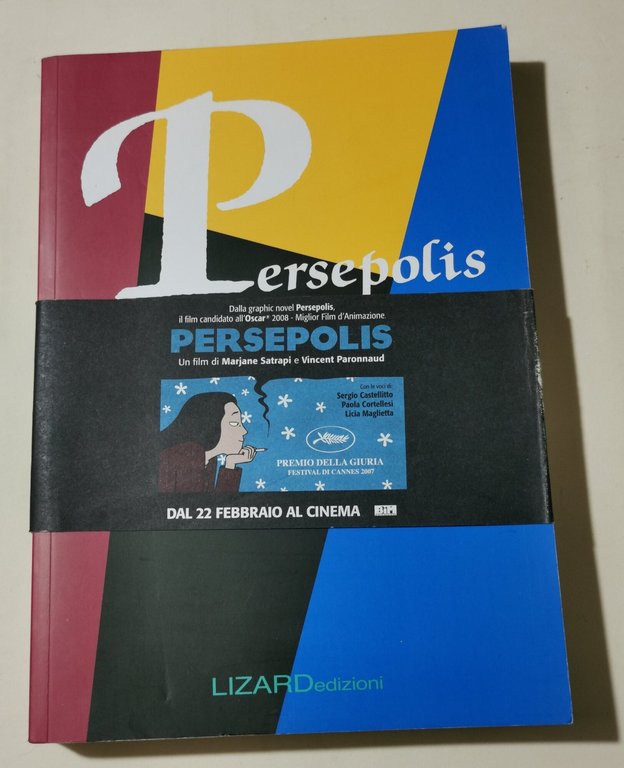 Persepolis
Dalla graphic novel Persepolis,
il film candidato all'Oscar® 2008 - Miglior Film d'Animazione.
PERSEPOLIS
Un film di Marjane Satrapi e Vincent Paronnaud
Con le voci di:
Sergio Castellitto
Paola Cortellesi
Licia Maglietta
PREMIO DELLA GIURIA
FESTIVAL DI CANNES 2007
DAL 22 FEBBRAIO AL CINEMA
BIM
LIZARDedizioni